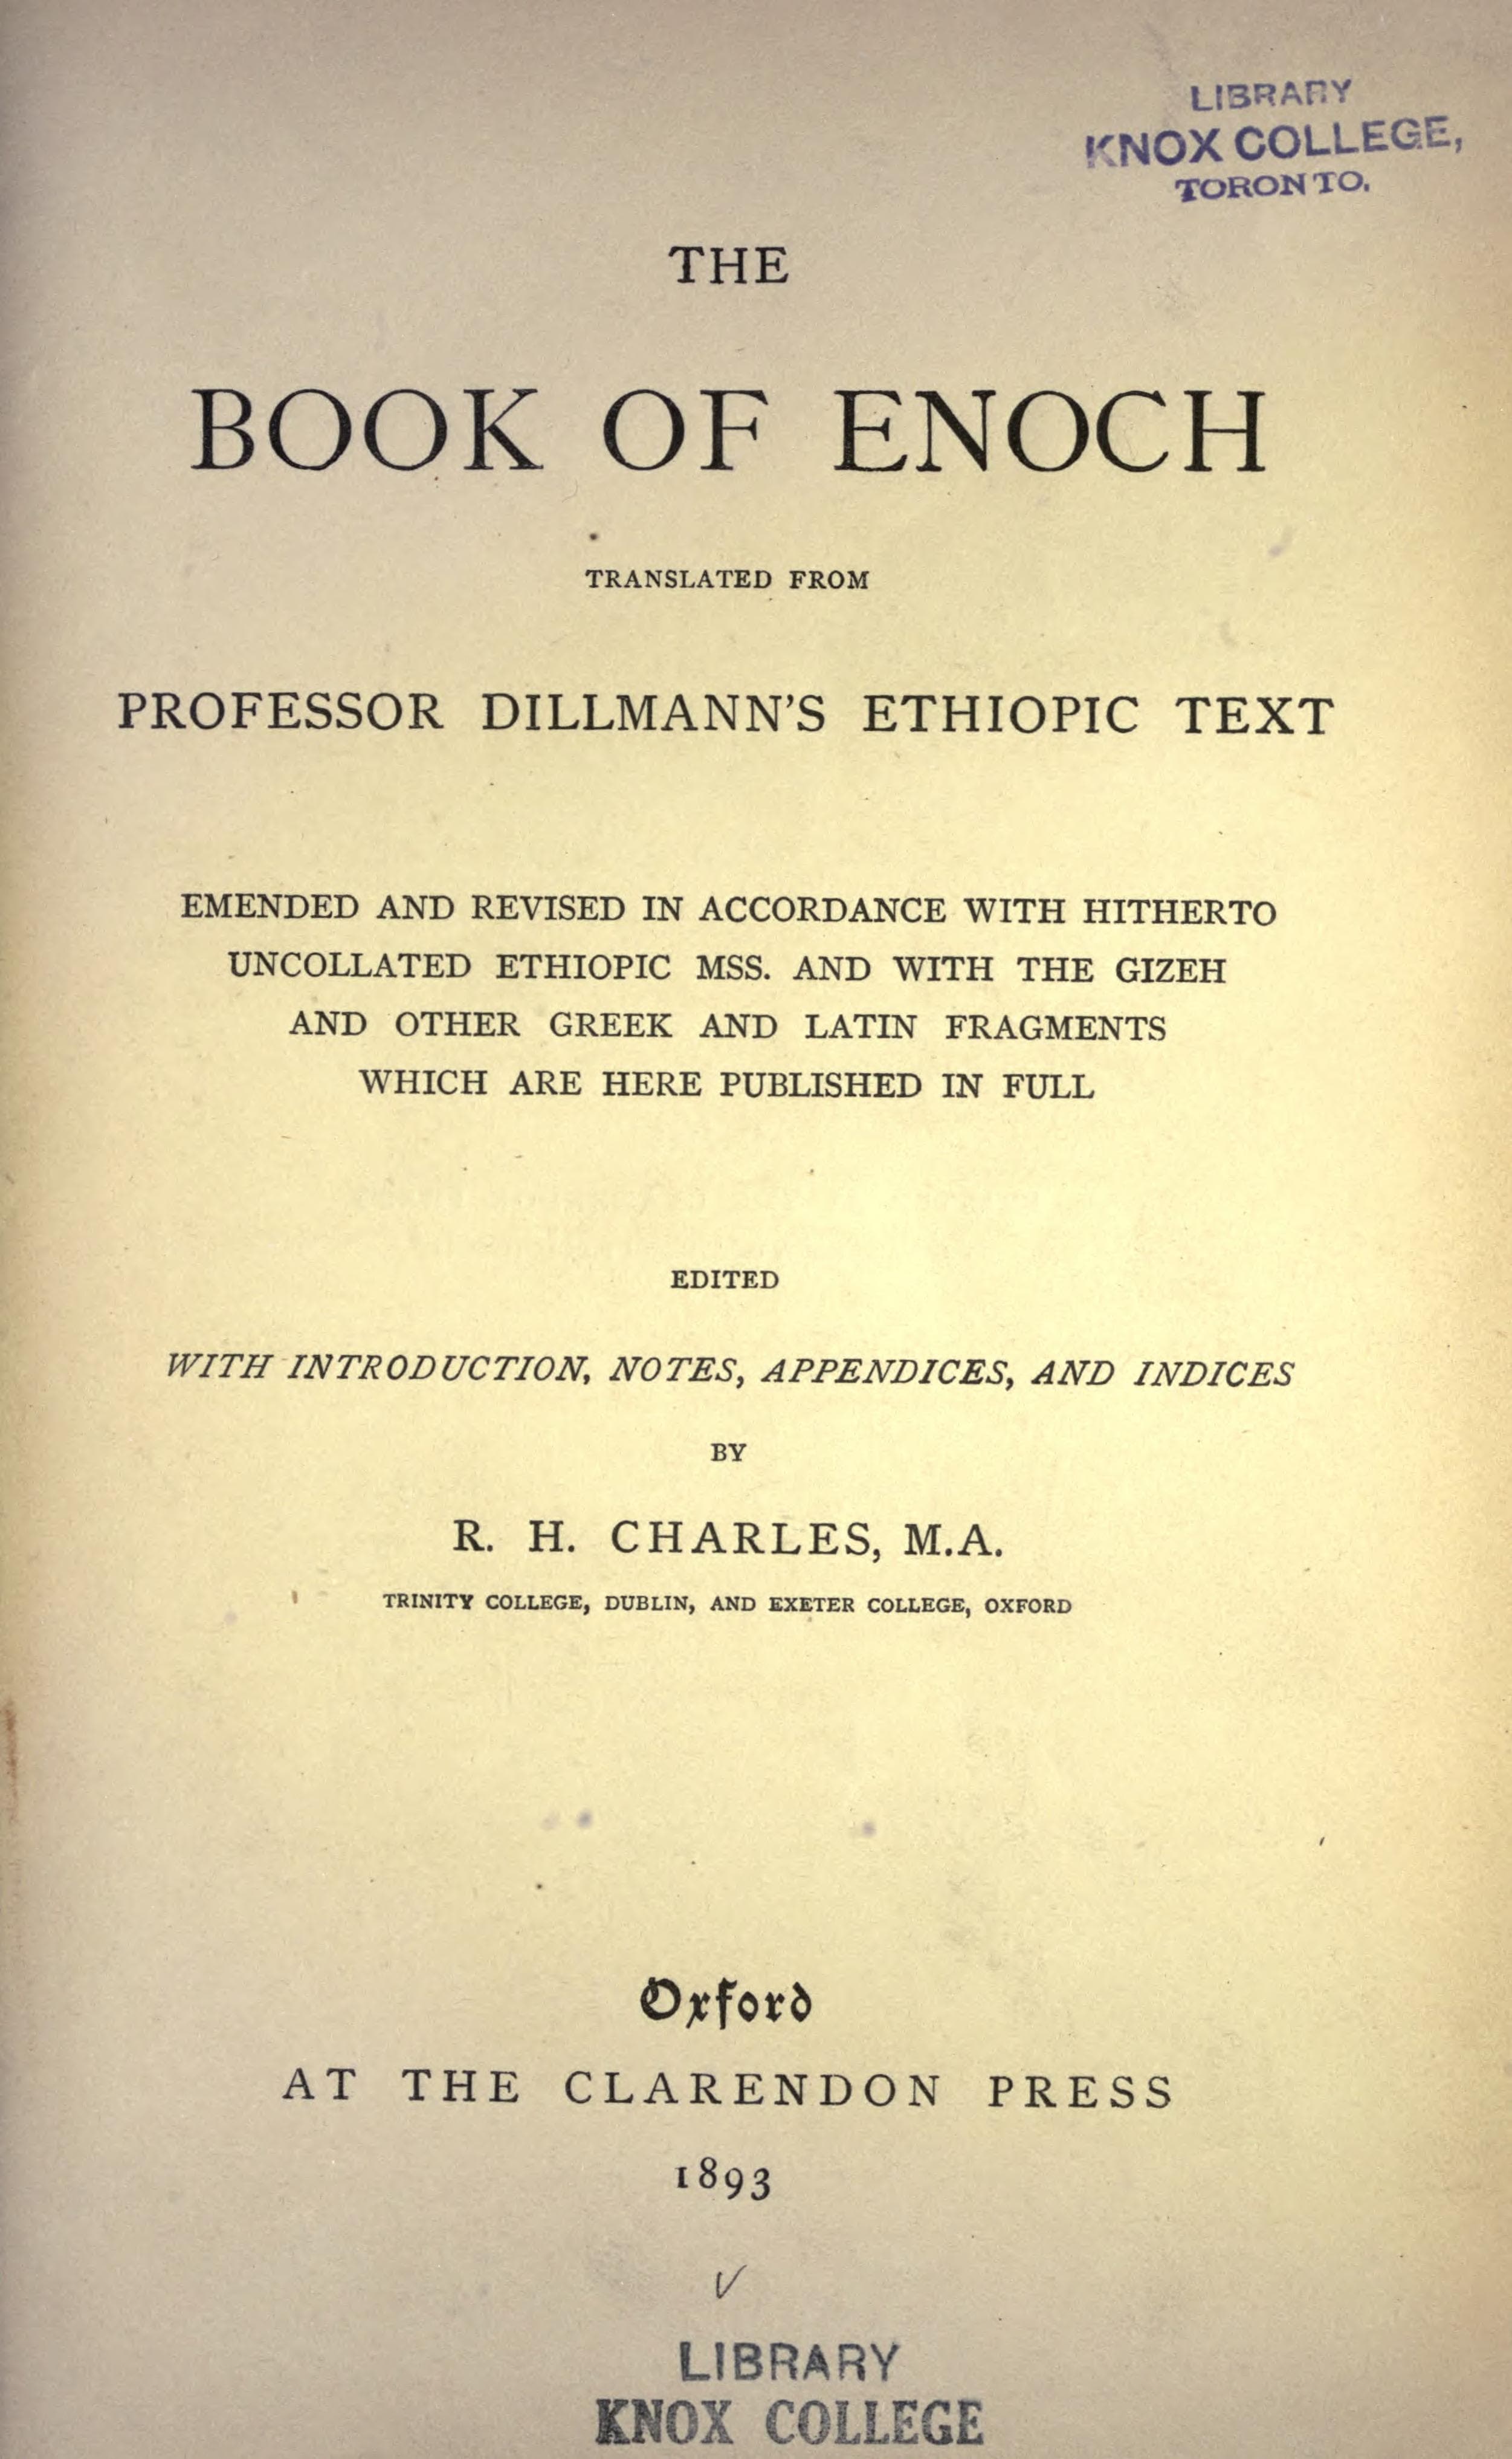 LIBRARY
KNOX COLLEGE,
TORONTO.
THE
BOOK OF ENOCH
TRANSLATED FROM
PROFESSOR DILLMANN'S ETHIOPIC TEXT
EMENDED AND REVISED IN ACCORDANCE WITH HITHERTO
UNCOLLATED ETHIOPIC MSS. AND WITH THE GIZEH
AND OTHER GREEK AND LATIN FRAGMENTS
WHICH ARE HERE PUBLISHED IN FULL
EDITED
WITH INTRODUCTION, NOTES, APPENDICES, AND INDICES
BY
R. H. CHARLES, M.A.
TRINITY COLLEGE, DUBLIN, AND EXETER COLLEGE, OXFORD
Oxford
AT THE CLARENDON PRESS
1893
LIBRARY
KNOX COLLEGE